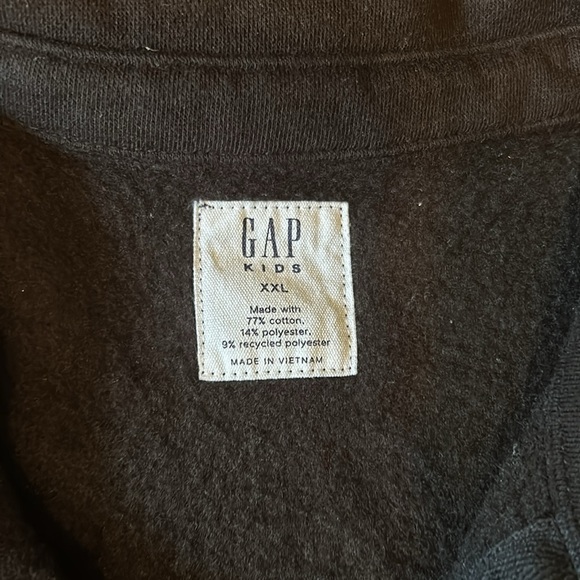 GAP
KIDS
XXL
Made with
77% cotton,
14% polyester,
9% recycled polyester
MADE IN VIETNAM